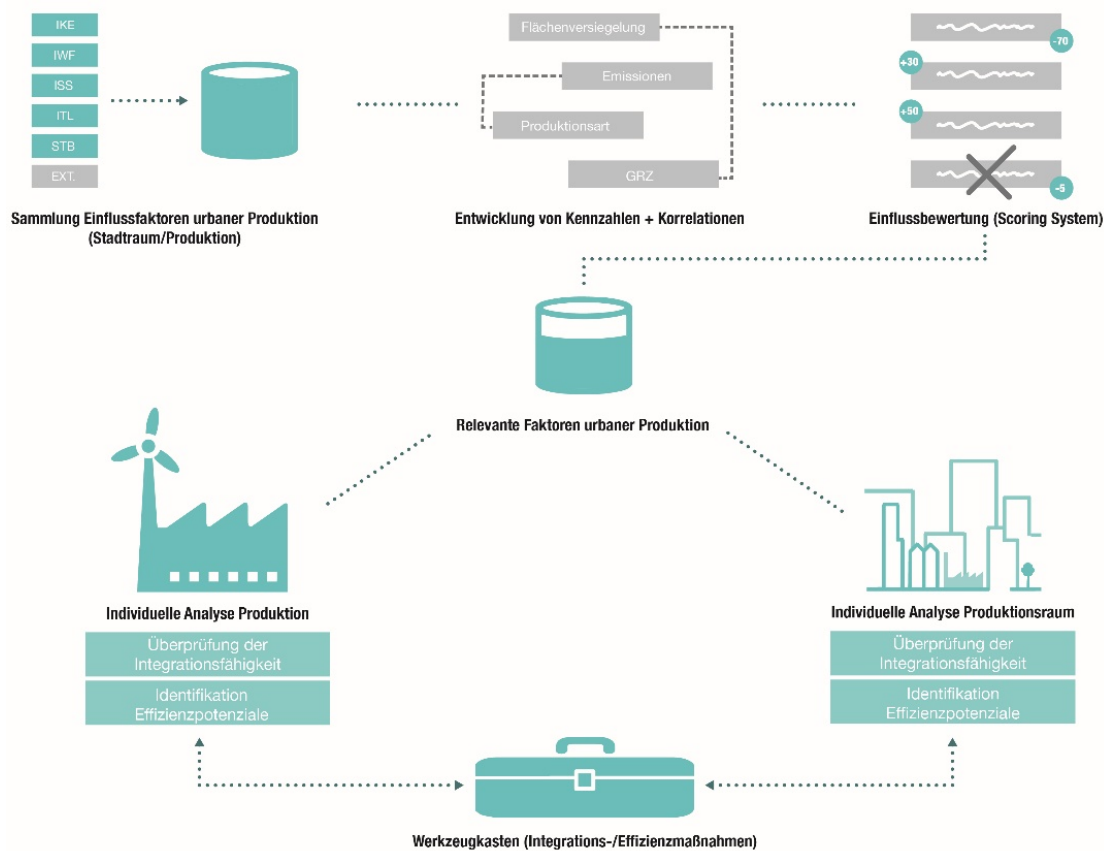 IKE
IWF
ISS
ITL
STB
EXT.
Sammlung Einflussfaktoren urbaner Produktion
(Stadtraum/Produktion)
Flächenversiegelung
Emissionen
Produktionsart
GRZ
Entwicklung von Kennzahlen + Korrelationen
-70
+30
+50
-5
Einflussbewertung (Scoring System)
Relevante Faktoren urbaner Produktion
Individuelle Analyse Produktion
Überprüfung der
Integrationsfähigkeit
Identifikation
Effizienzpotenziale
Individuelle Analyse Produktionsraum
Überprüfung der
Integrationsfähigkeit
Identifikation
Effizienzpotenziale
Werkzeugkasten (Integrations-/Effizienzmaßnahmen)